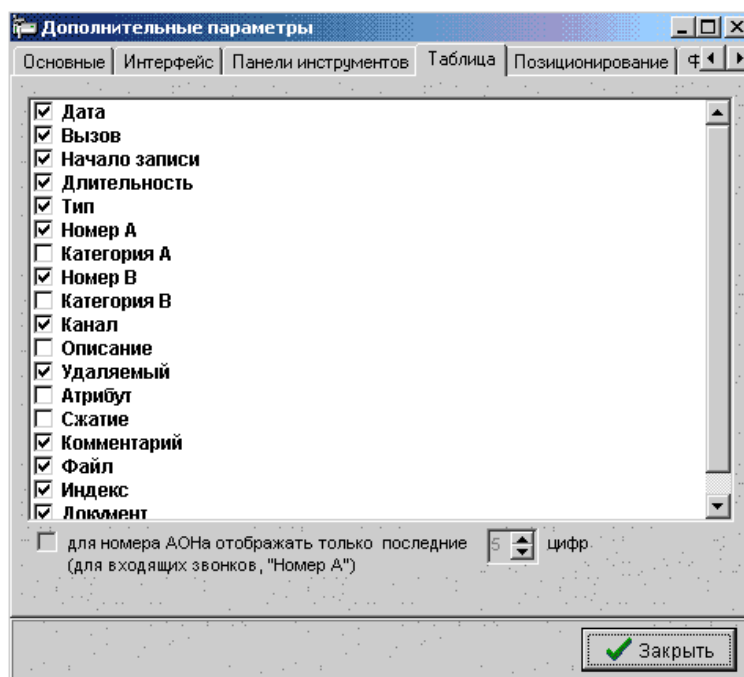 Дополнительные параметры
Основные Интерфейс Панели инструментов Таблица Позиционирование Ф
Дата
Вызов
Начало записи
Длительность
Тип
Номер А
Категория А
Номер В
Категория В
Канал
Описание
Удаляемый
Атрибут
Сжатие
Комментарий
Файл
Индекс
Документ
для номера АОНа отображать только последние 5 цифр.
(для входящих звонков, "Номер А")
Закрыть